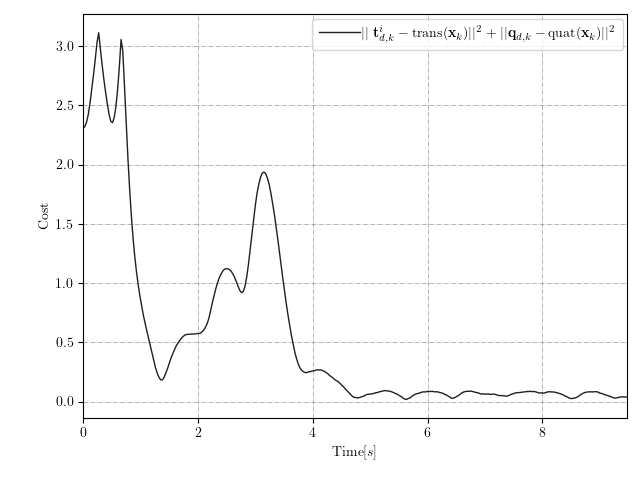 || t^i_{d,k} − trans(x_k)||² + ||q_{d,k} − quat(x_k)||²
3.0
2.5
2.0
1.5
1.0
0.5
0.0
Cost
0 2 4 6 8
Time[s]